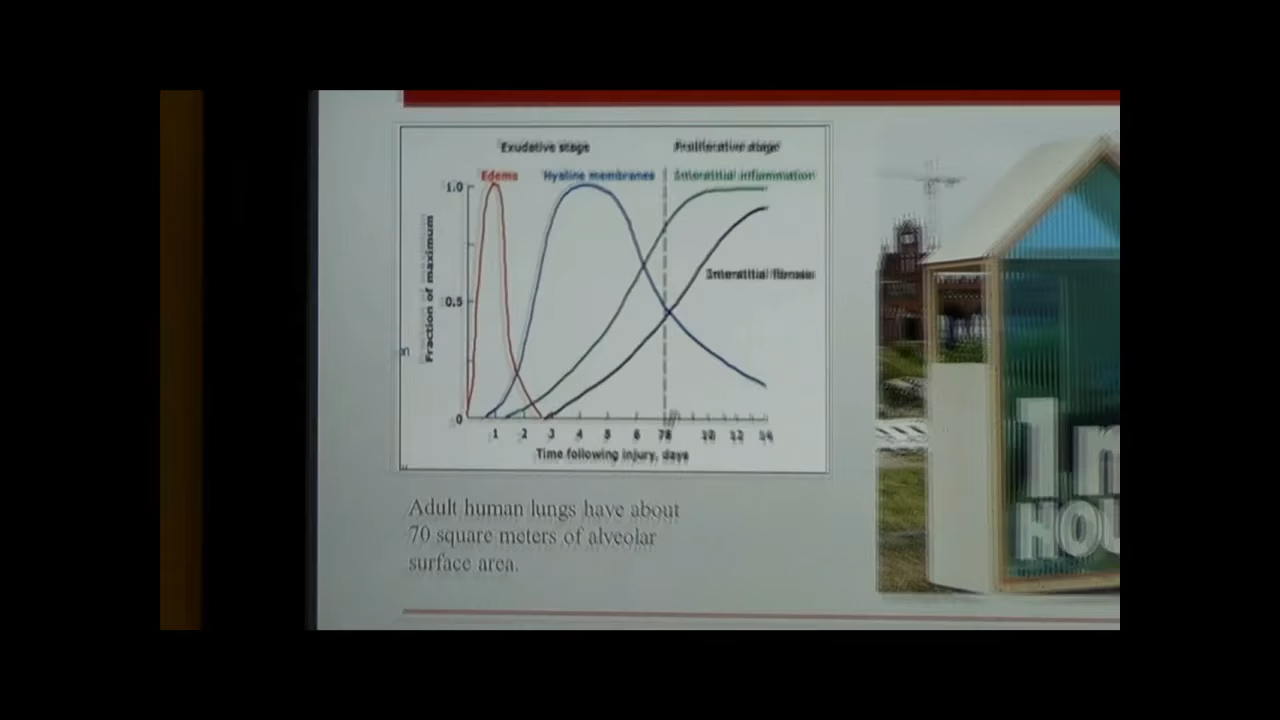 Exudative stage
Proliferative stage
Edema
Hyaline membranes
Interstitial inflammation
1.0
Fraction of maximum
Interstitial fibrosis
0.5
n
0
1 2 3 4 5 6 7 8 10 12 14
Time following injury, days
Adult human lungs have about
70 square meters of alveolar
surface area.
1
HOU